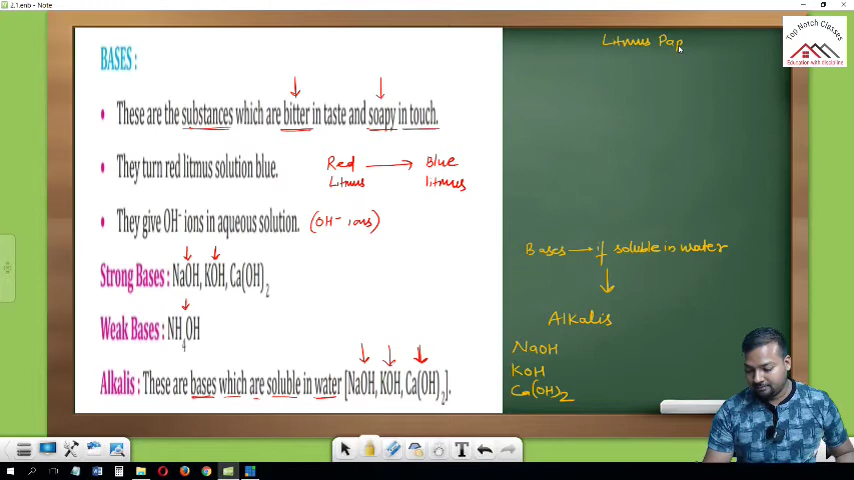 2.1.enb - Note
BASES :
• These are the substances which are bitter in taste and soapy in touch.
• They turn red litmus solution blue.
Red → Blue
Litmus litmus
• They give OH⁻ ions in aqueous solution. (OH⁻ ions)
Strong Bases : NaOH, KOH, Ca(OH)₂
Weak Bases : NH₄OH
Alkalis : These are bases which are soluble in water [NaOH, KOH, Ca(OH)₂].
Litmus Pap
Bases → if soluble in water
Alkalis
NaOH
KOH
Ca(OH)₂
Top Notch Classes
Education with discipline